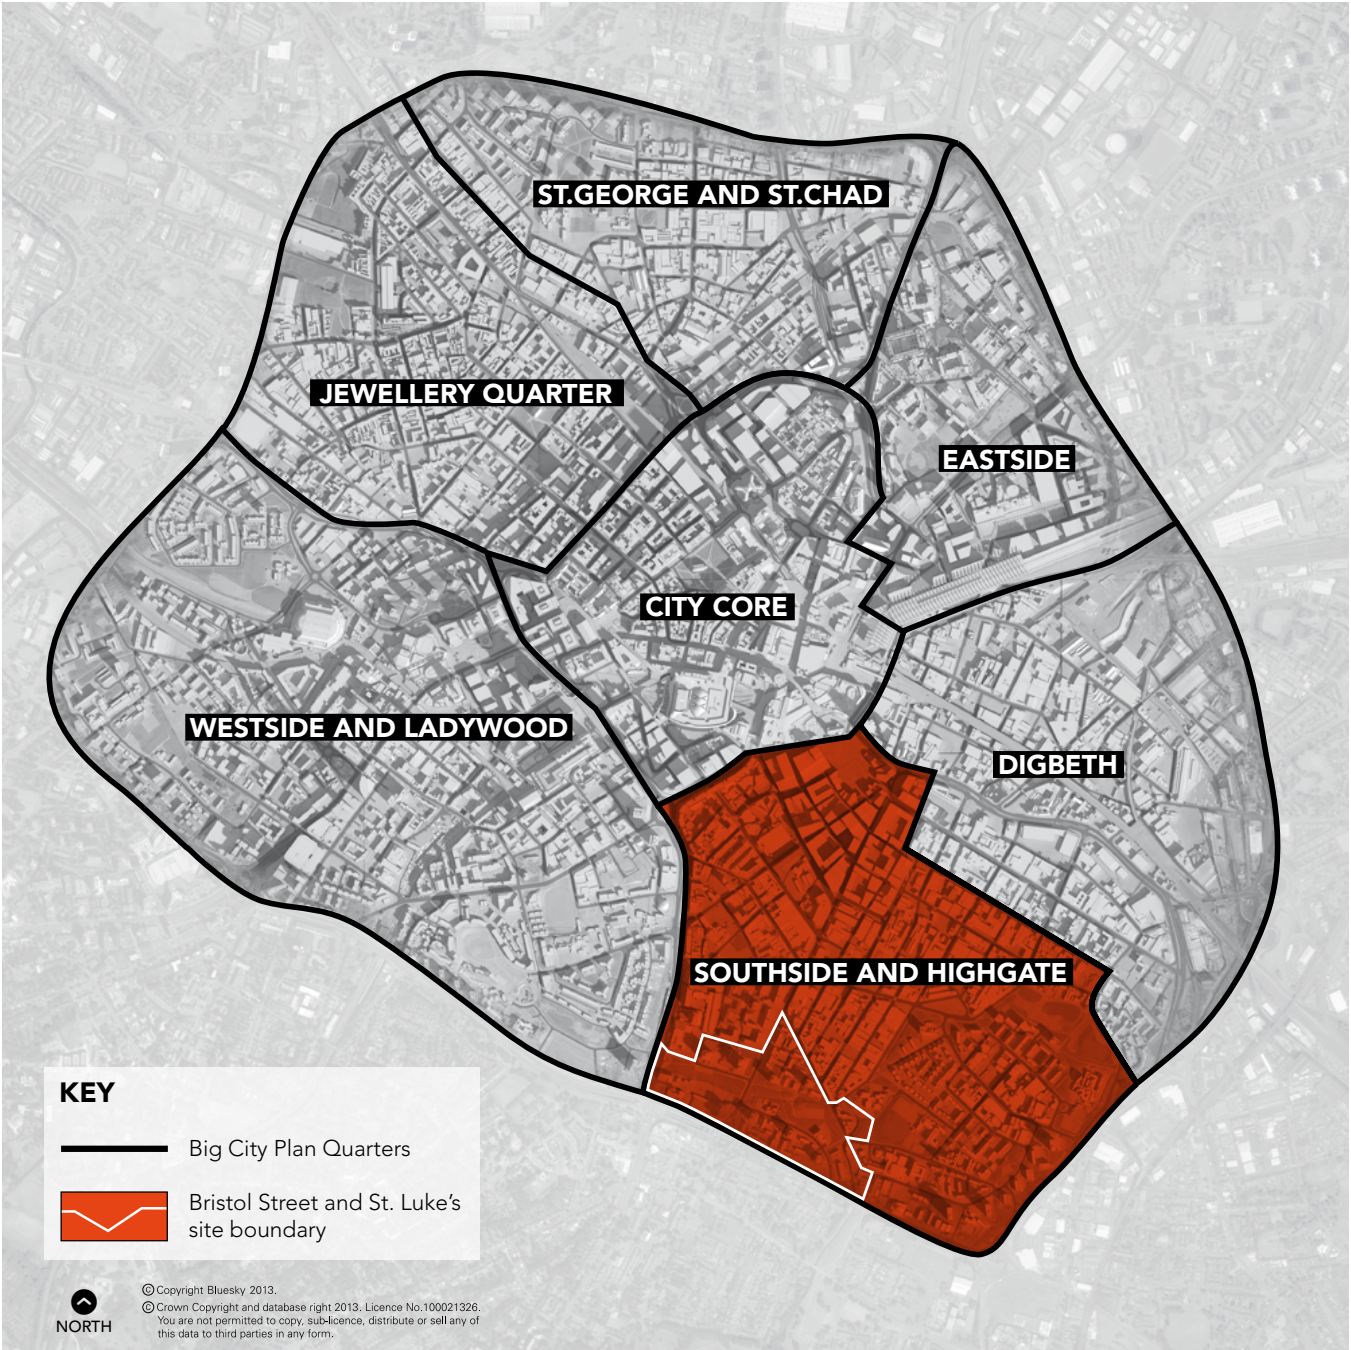 ST.GEORGE AND ST.CHAD
JEWELLERY QUARTER
EASTSIDE
CITY CORE
WESTSIDE AND LADYWOOD
DIGBETH
SOUTHSIDE AND HIGHGATE
KEY
Big City Plan Quarters
Bristol Street and St. Luke's
site boundary
NORTH
© Copyright Bluesky 2013.
© Crown Copyright and database right 2013. Licence No.100021326.
You are not permitted to copy, sub-licence, distribute or sell any of
this data to third parties in any form.